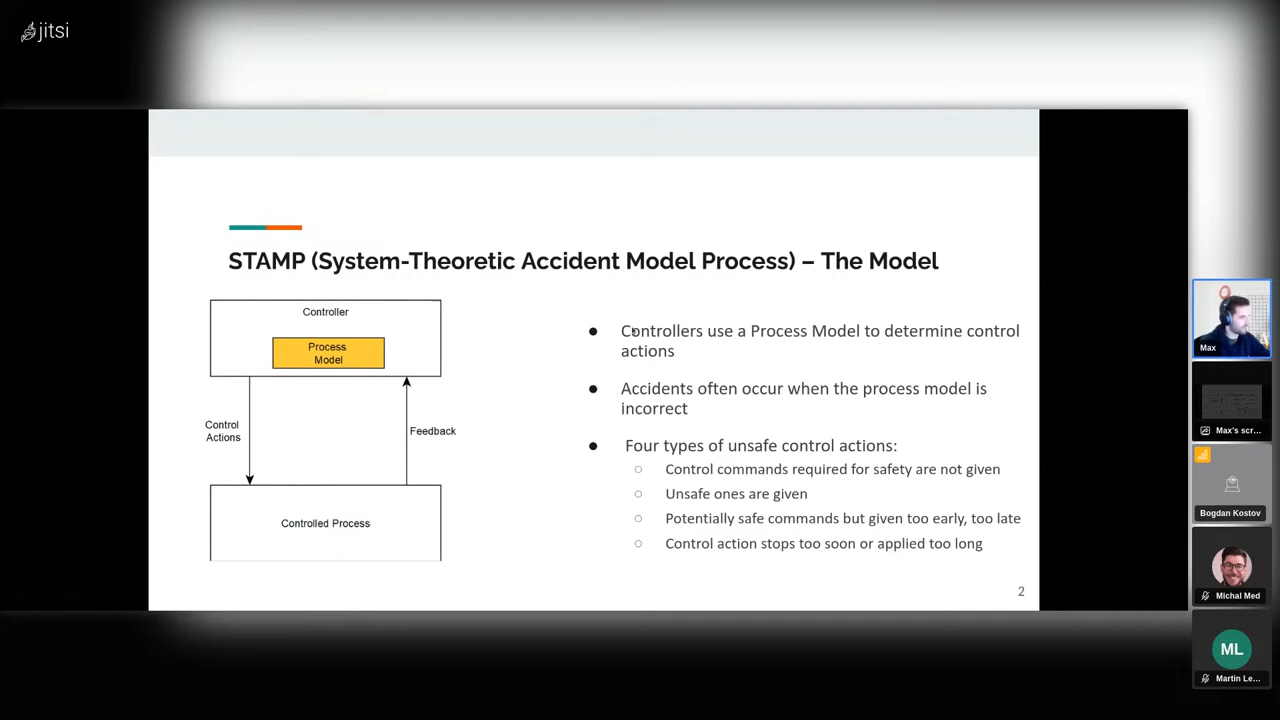 jitsi
STAMP (System-Theoretic Accident Model Process) – The Model
Controller
Process
Model
Control
Actions
Feedback
Controlled Process
● Controllers use a Process Model to determine control
actions
● Accidents often occur when the process model is
incorrect
● Four types of unsafe control actions:
○ Control commands required for safety are not given
○ Unsafe ones are given
○ Potentially safe commands but given too early, too late
○ Control action stops too soon or applied too long
2
Max
Max's scr...
Bogdan Kostov
Michal Med
ML
Martin Le...